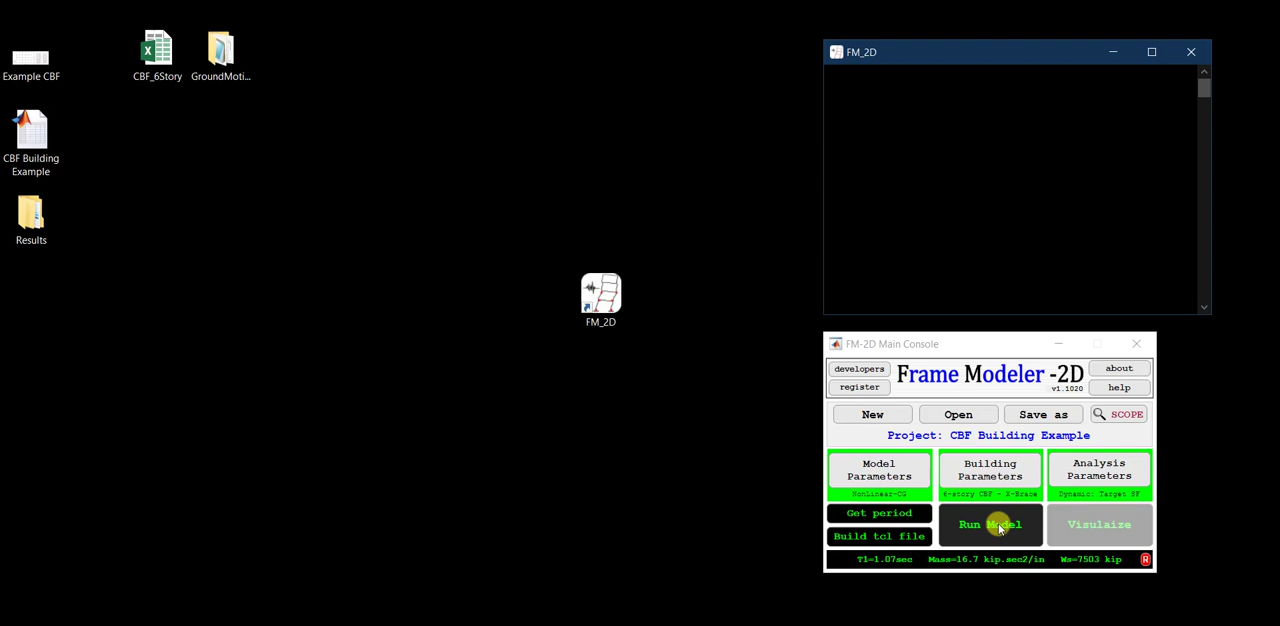 Example CBF
CBF_6Story
GroundMoti...
CBF Building
Example
Results
FM_2D
FM_2D
FM-2D Main Console
developers
register
Frame Modeler -2D
v1.1020
about
help
New
Open
Save as
SCOPE
Project: CBF Building Example
Model
Parameters
Nonlinear-CG
Building
Parameters
6-story CBF - X-Brace
Analysis
Parameters
Dynamic: Target SF
Get period
Build tcl file
Run Model
Visulaize
T1=1.07sec Mass=16.7 kip.sec2/in Ws=7503 kip
R